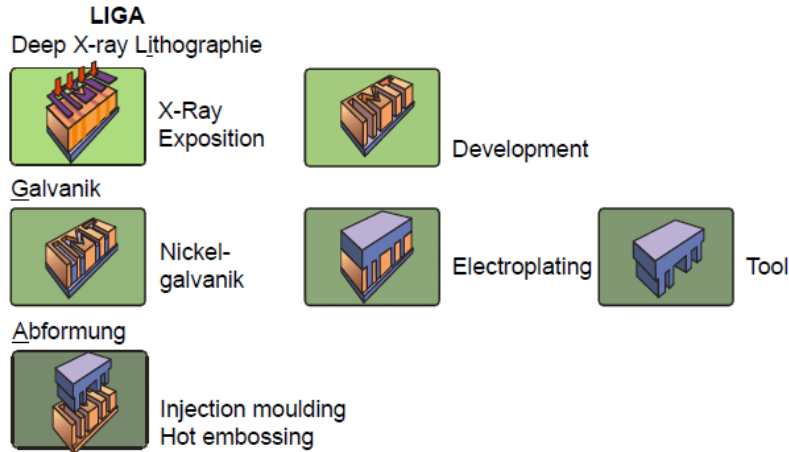 LIGA
Deep X-ray Lithographie
X-Ray
Exposition
Development
Galvanik
Nickel-
galvanik
Electroplating
Tool
Abformung
Injection moulding
Hot embossing